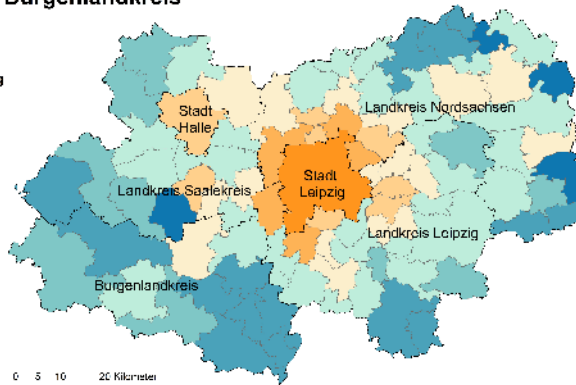 Burgenlandkreis
g
Landkreis Nordsachsen
Stadt
Halle
Stadt
Leipzig
Landkreis Saalekreis
Landkreis Leipzig
Burgenlandkreis
0 5 10 20 Kilometer